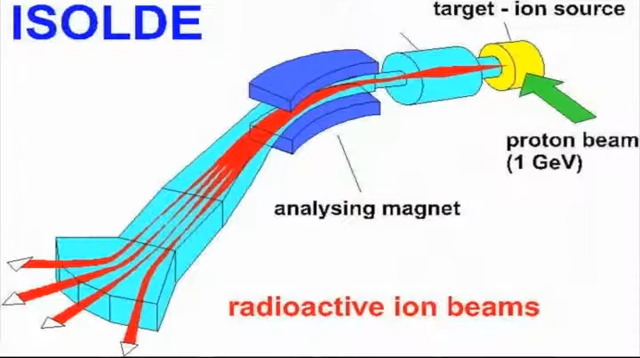 ISOLDE
target - ion source
proton beam
(1 GeV)
analysing magnet
radioactive ion beams